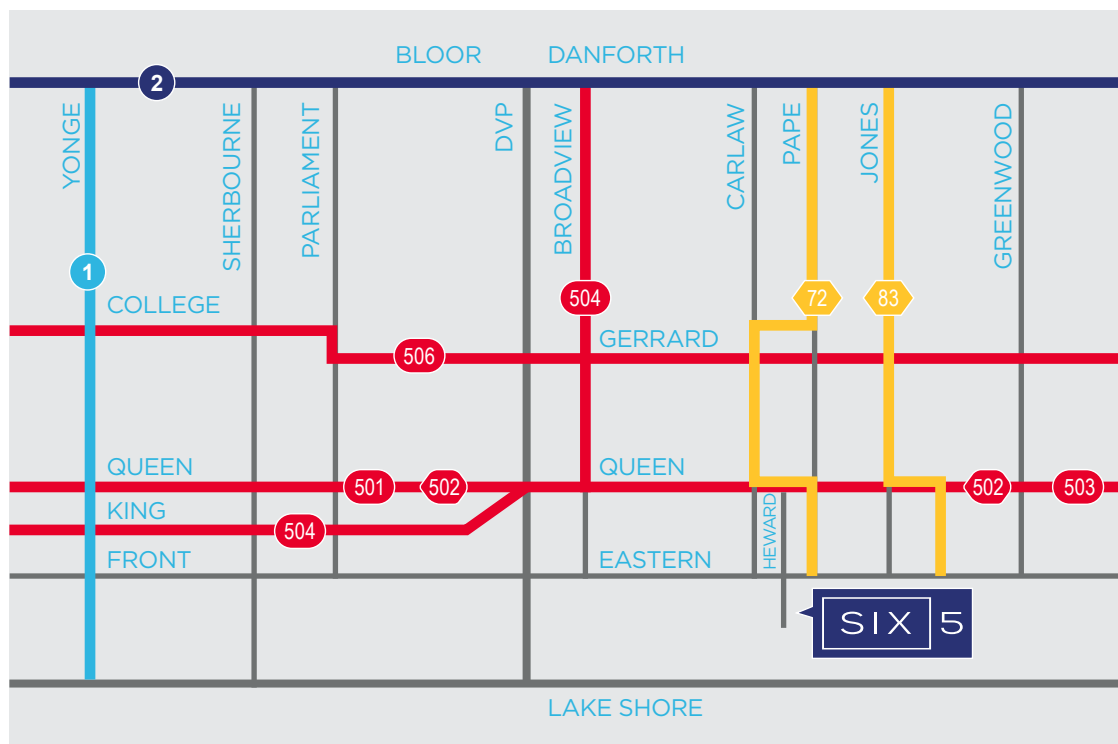 BLOOR DANFORTH
2
YONGE
SHERBOURNE
PARLIAMENT
DVP
BROADVIEW
CARLAW
PAPE
JONES
GREENWOOD
1
504
72
83
COLLEGE
GERRARD
506
QUEEN
QUEEN
501
502
502
503
KING
504
HEWARD
FRONT
EASTERN
SIX 5
LAKE SHORE